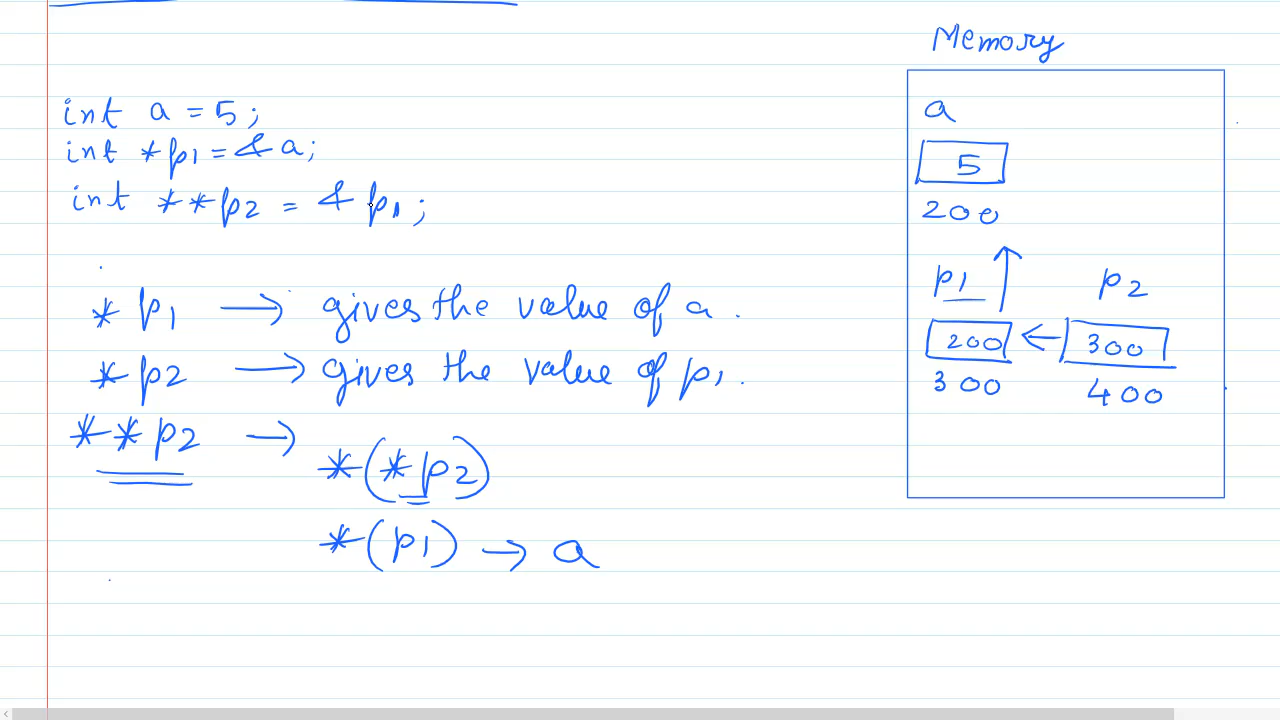 int a = 5;
int *p1 = &a;
int **p2 = &p1;
*p1 → gives the value of a.
*p2 → gives the value of p1.
**p2 → *(*p2)
*(p1) → a
Memory
a
5
200
p1 p2
200 ← 300
300 400